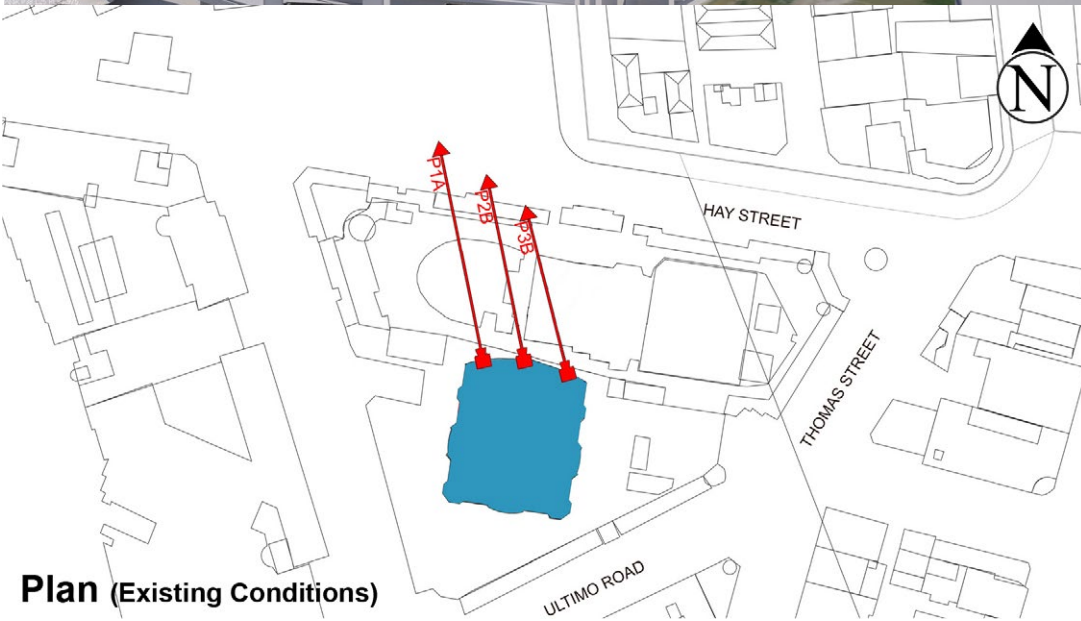 N
P1A
P2B
P3B
HAY STREET
THOMAS STREET
ULTIMO ROAD
Plan (Existing Conditions)